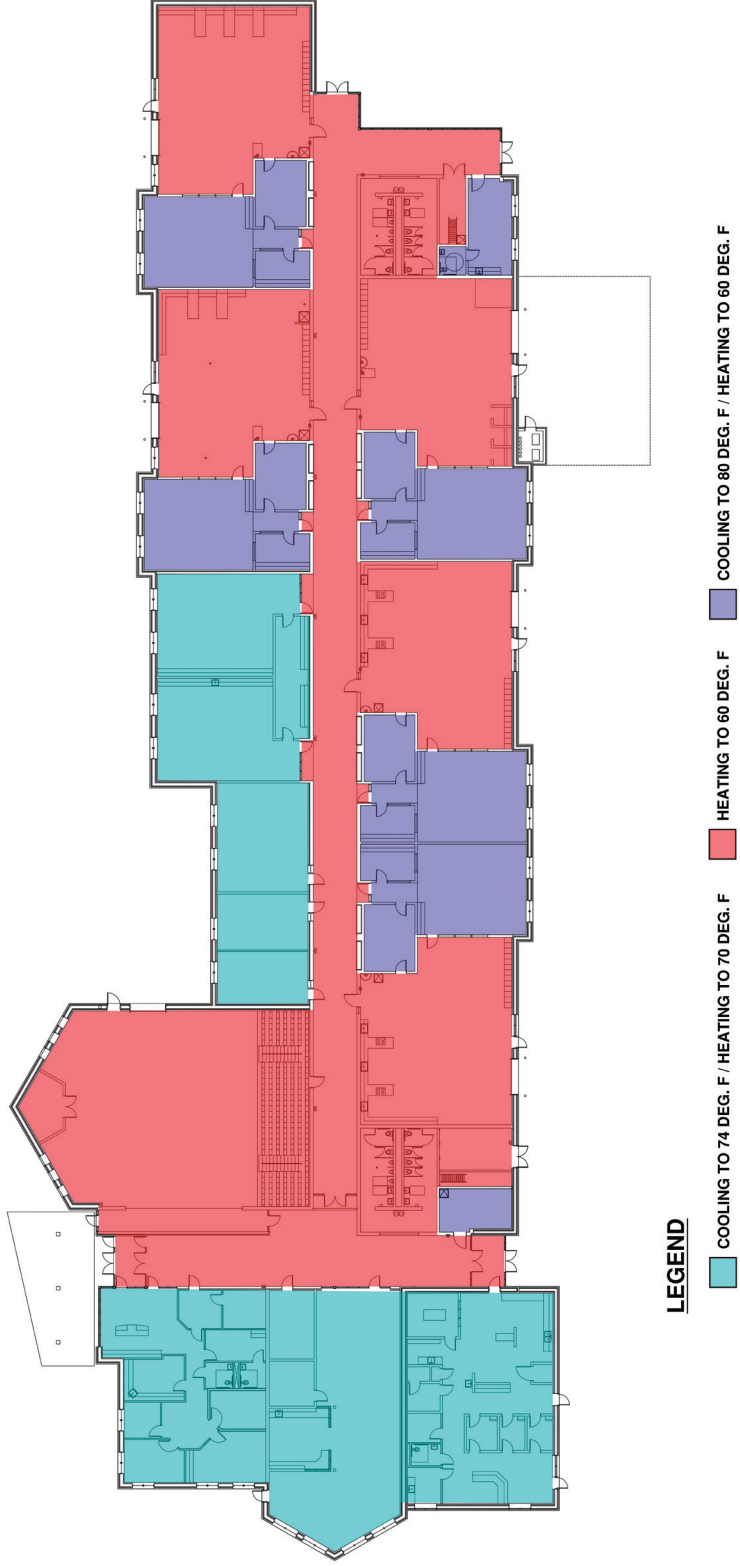 LEGEND
COOLING TO 74 DEG. F / HEATING TO 70 DEG. F
HEATING TO 60 DEG. F
COOLING TO 80 DEG. F / HEATING TO 60 DEG. F